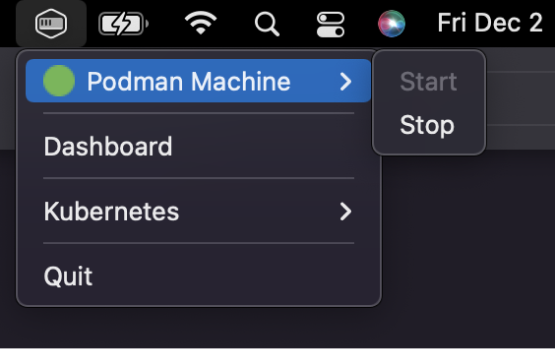 Fri Dec 2
Podman Machine
Start
Stop
Dashboard
Kubernetes
Quit